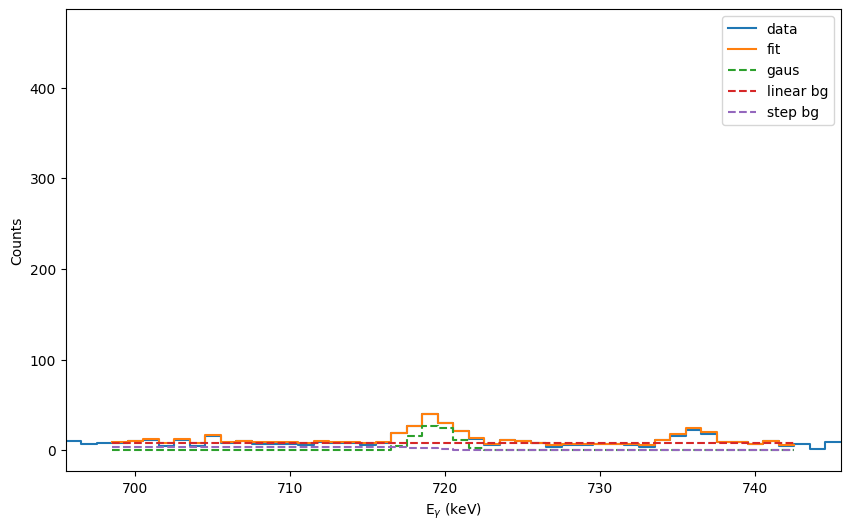 data
fit
gaus
linear bg
step bg
400
300
200
100
0
Counts
700
710
720
730
740
Eγ (keV)